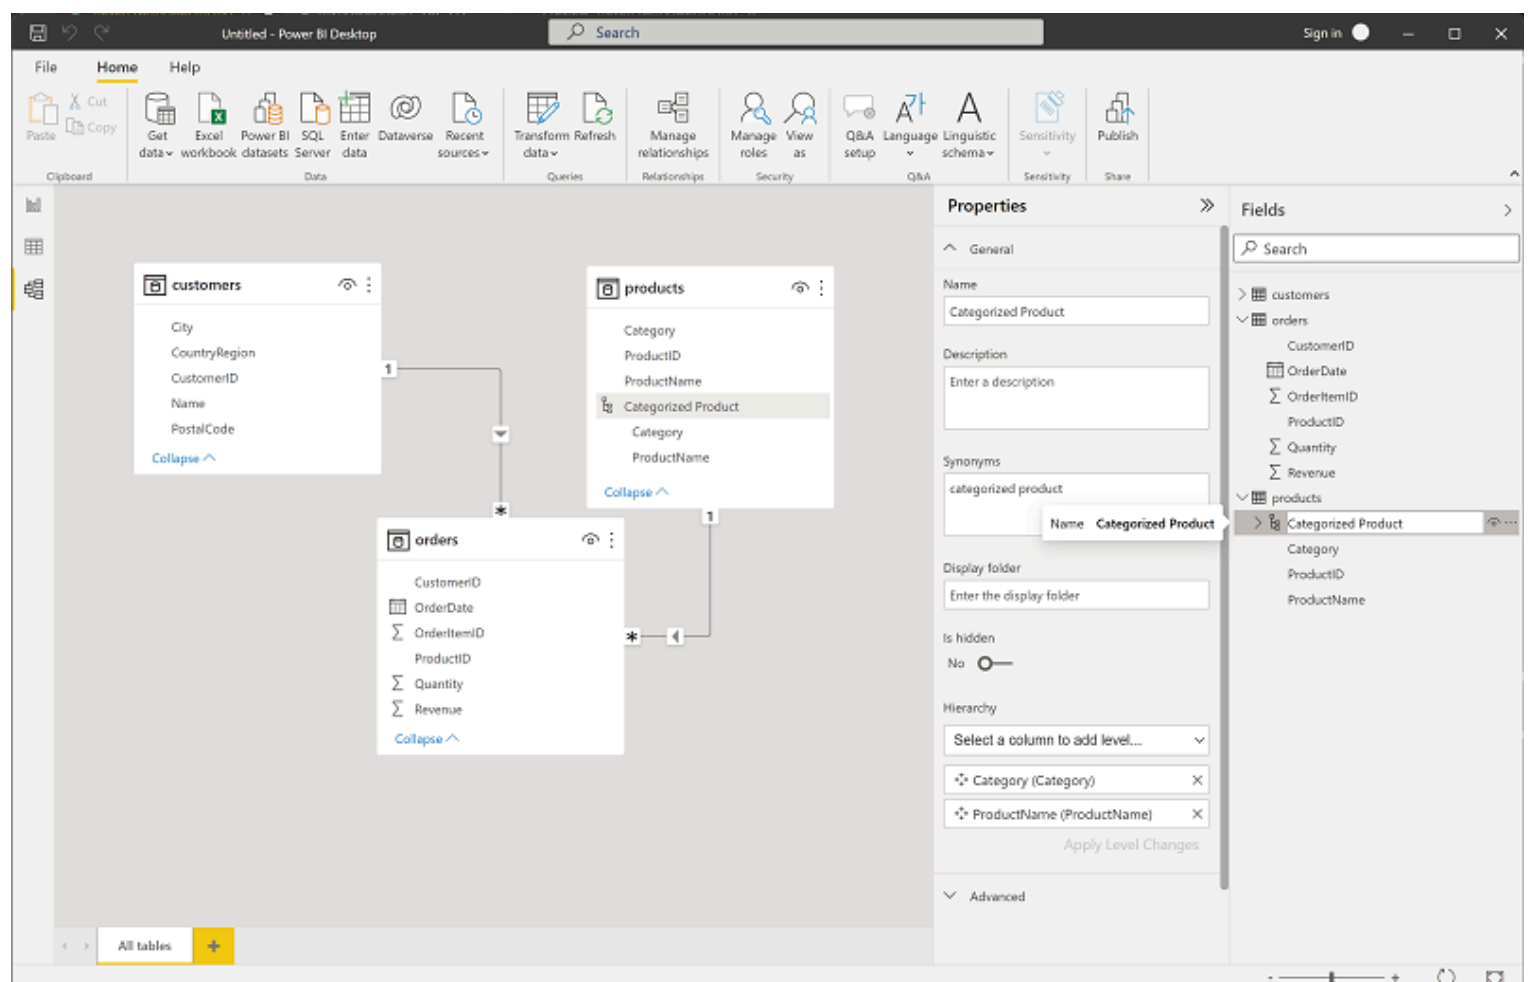 Untitled - Power BI Desktop
Search
Sign in
File
Home
Help
Paste
Cut
Copy
Clipboard
Get data
Excel workbook
Power BI datasets
SQL Server
Enter data
Dataverse
Recent sources
Data
Transform data
Refresh
Queries
Manage relationships
Relationships
Manage roles
View as
Security
Q&A setup
Language
Linguistic schema
Q&A
Sensitivity
Sensitivity
Publish
Share
customers
City
CountryRegion
CustomerID
Name
PostalCode
Collapse
1
*
products
Category
ProductID
ProductName
Categorized Product
Category
ProductName
Collapse
1
*
orders
CustomerID
OrderDate
OrderItemID
ProductID
Quantity
Revenue
Collapse
All tables
+
Properties
General
Name
Categorized Product
Description
Enter a description
Synonyms
categorized product
Name Categorized Product
Display folder
Enter the display folder
Is hidden
No
Hierarchy
Select a column to add level...
Category (Category)
ProductName (ProductName)
Apply Level Changes
Advanced
Fields
Search
customers
orders
CustomerID
OrderDate
OrderItemID
ProductID
Quantity
Revenue
products
Categorized Product
Category
ProductID
ProductName